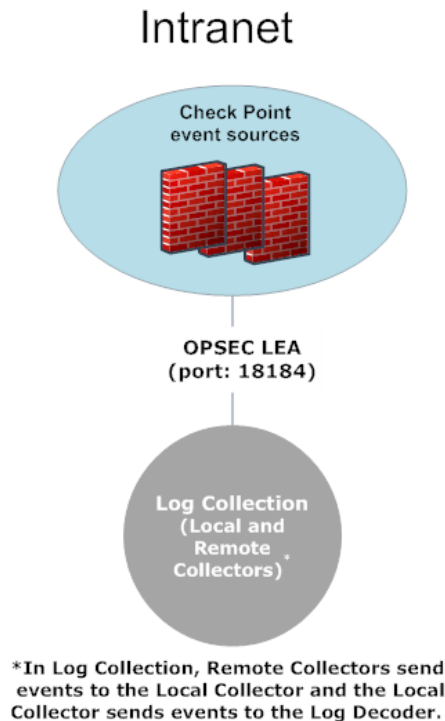 Intranet
Check Point
event sources
OPSEC LEA
(port: 18184)
Log Collection
(Local and
Remote
Collectors)*
*In Log Collection, Remote Collectors send
events to the Local Collector and the Local
Collector sends events to the Log Decoder.